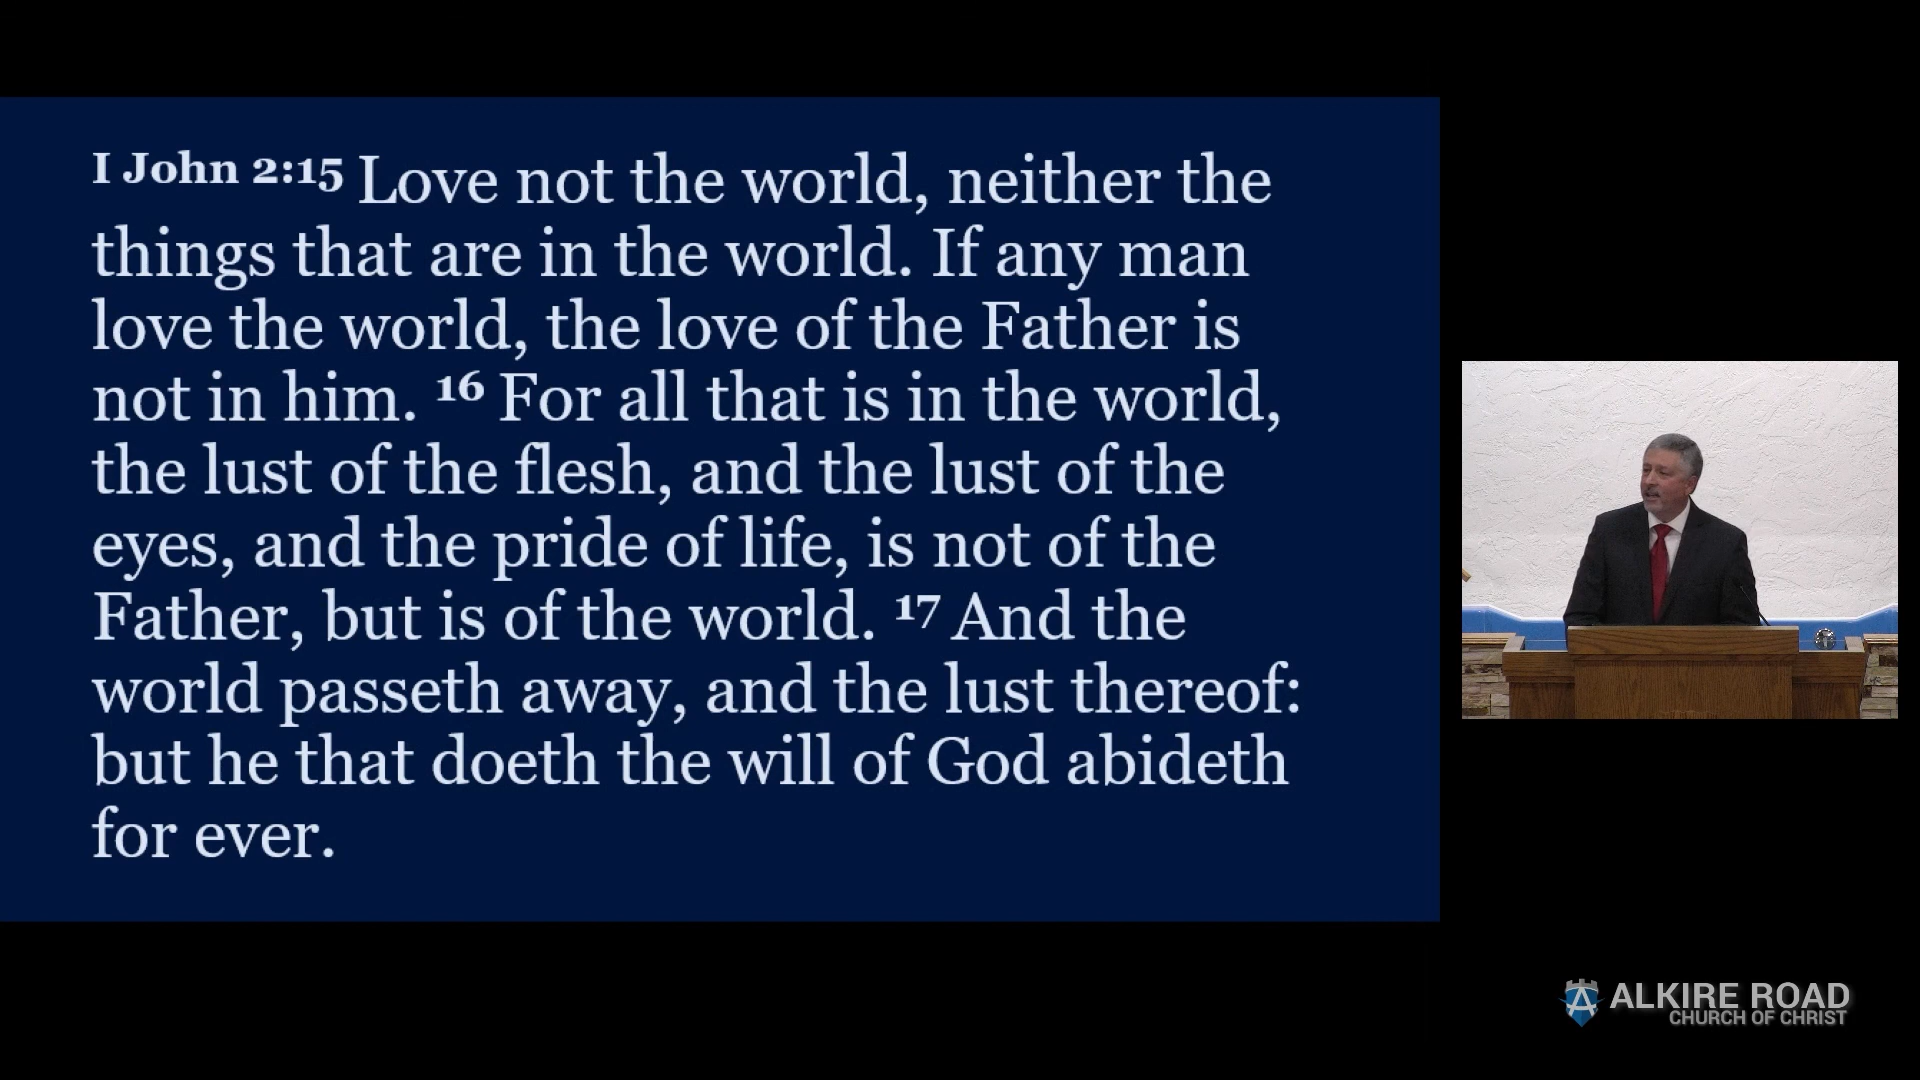 I John 2:15 Love not the world, neither the
things that are in the world. If any man
love the world, the love of the Father is
not in him. 16 For all that is in the world,
the lust of the flesh, and the lust of the
eyes, and the pride of life, is not of the
Father, but is of the world. 17 And the
world passeth away, and the lust thereof:
but he that doeth the will of God abideth
for ever.
ALKIRE ROAD
CHURCH OF CHRIST